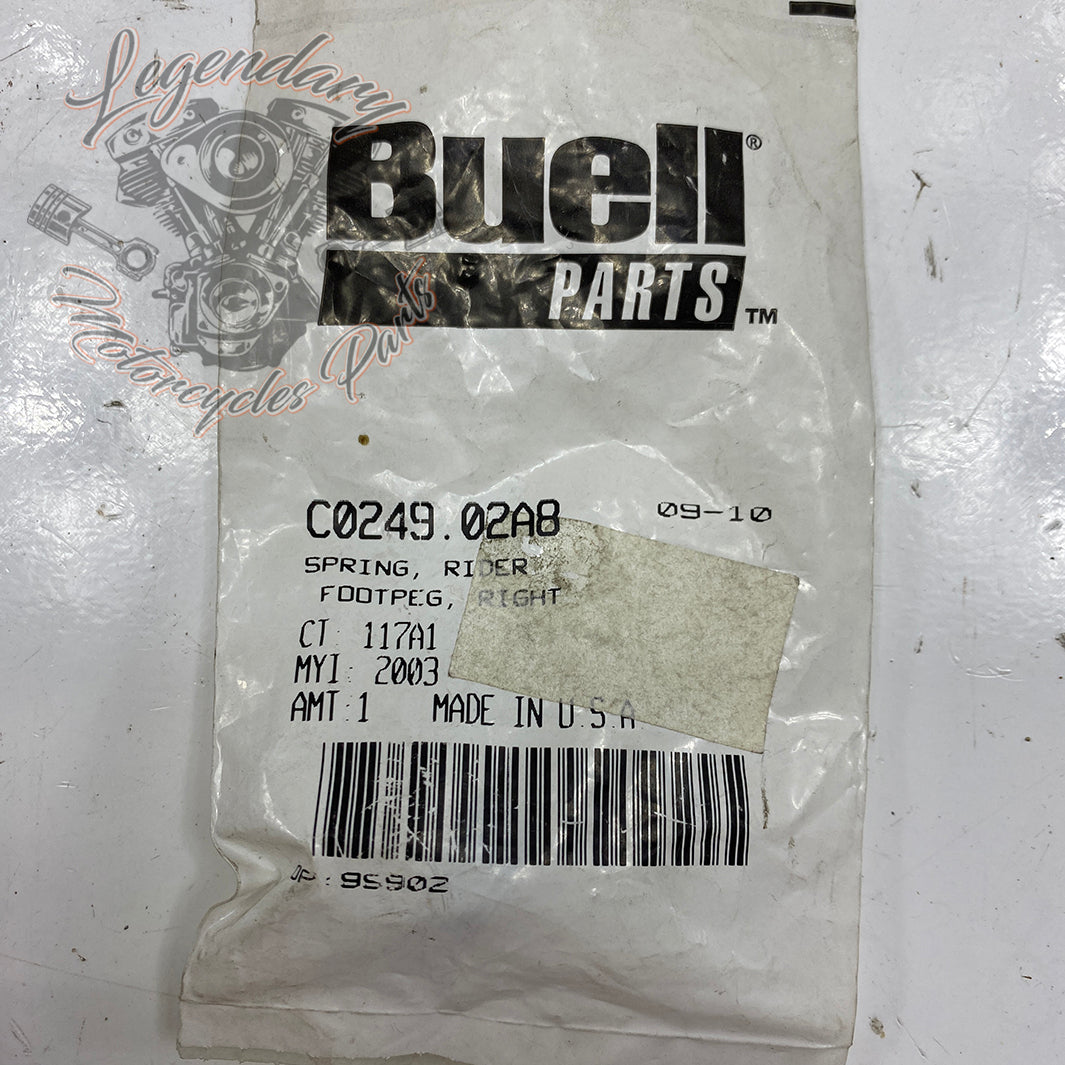 Legendary
Motorcycles Parts
Buell®
PARTS™
C0249.02A8 09-10
SPRING, RIDER
FOOTPEG, RIGHT
CT: 117A1
MYI: 2003
AMT:1 MADE IN U.S.A
OP:9S902